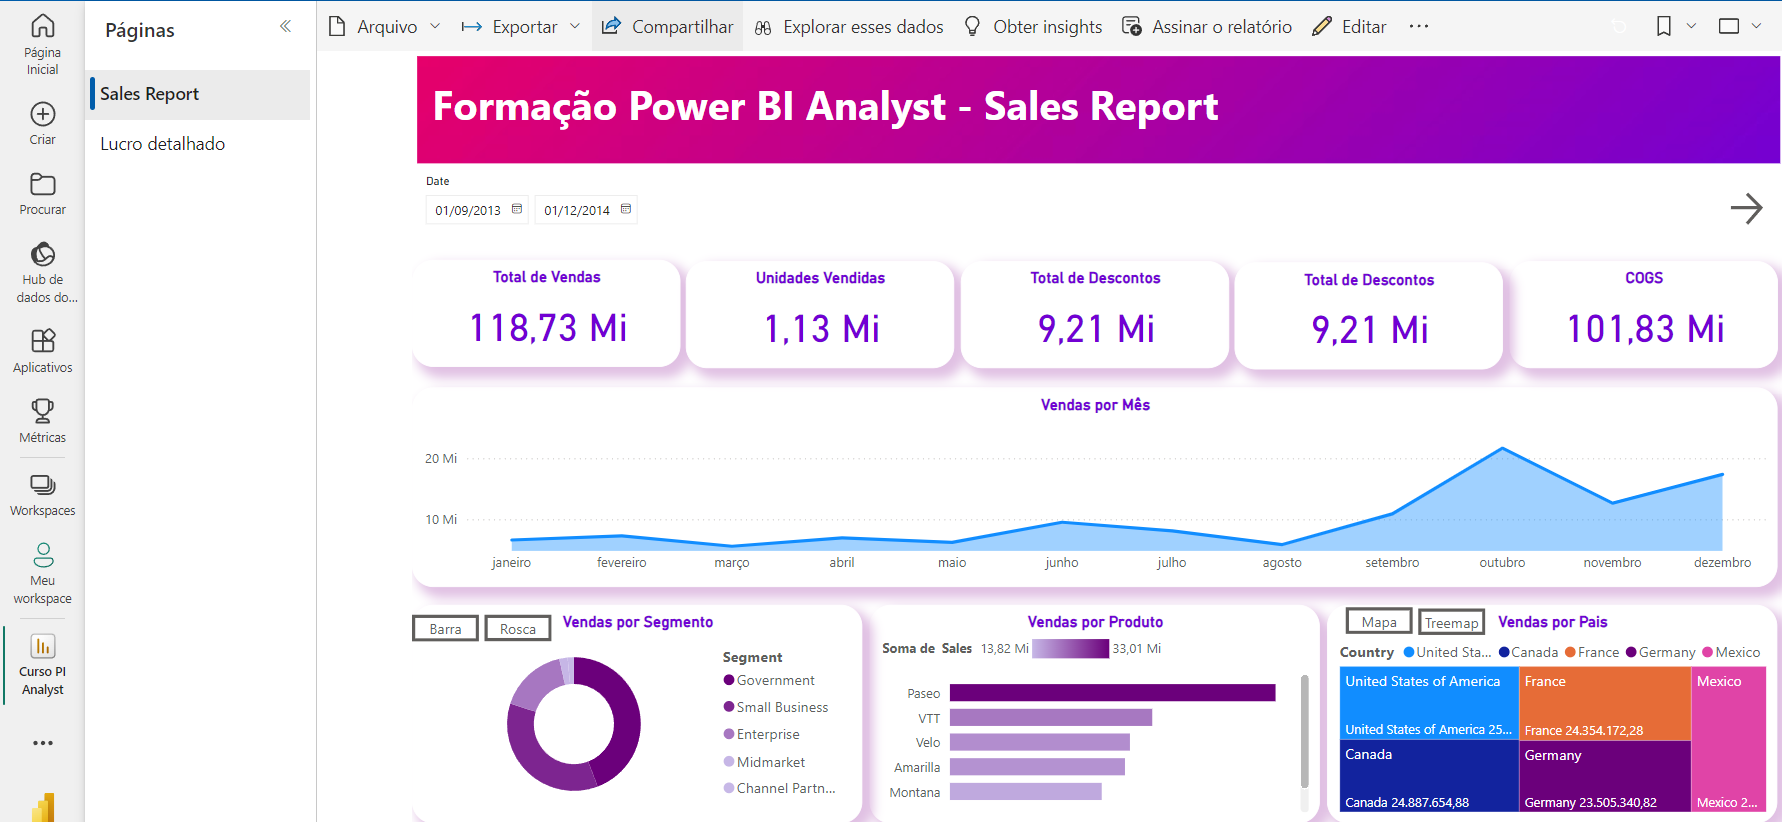 Página
Inicial
Criar
Procurar
Hub de
dados do...
Aplicativos
Métricas
Workspaces
Meu
workspace
Curso PI
Analyst
Páginas
Sales Report
Lucro detalhado
Arquivo
Exportar
Compartilhar
Explorar esses dados
Obter insights
Assinar o relatório
Editar
Formação Power BI Analyst - Sales Report
Date
01/09/2013
01/12/2014
Total de Vendas
118,73 Mi
Unidades Vendidas
1,13 Mi
Total de Descontos
9,21 Mi
Total de Descontos
9,21 Mi
COGS
101,83 Mi
Vendas por Mês
20 Mi
10 Mi
janeiro fevereiro março abril maio junho julho agosto setembro outubro novembro dezembro
Barra
Rosca
Vendas por Segmento
Segment
Government
Small Business
Enterprise
Midmarket
Channel Partn...
Vendas por Produto
Soma de Sales 13,82 Mi 33,01 Mi
Paseo
VTT
Velo
Amarilla
Montana
Mapa
Treemap
Vendas por Pais
Country United Sta... Canada France Germany Mexico
United States of America
United States of America 25...
Canada
Canada 24.887.654,88
France
France 24.354.172,28
Germany
Germany 23.505.340,82
Mexico
Mexico 2...